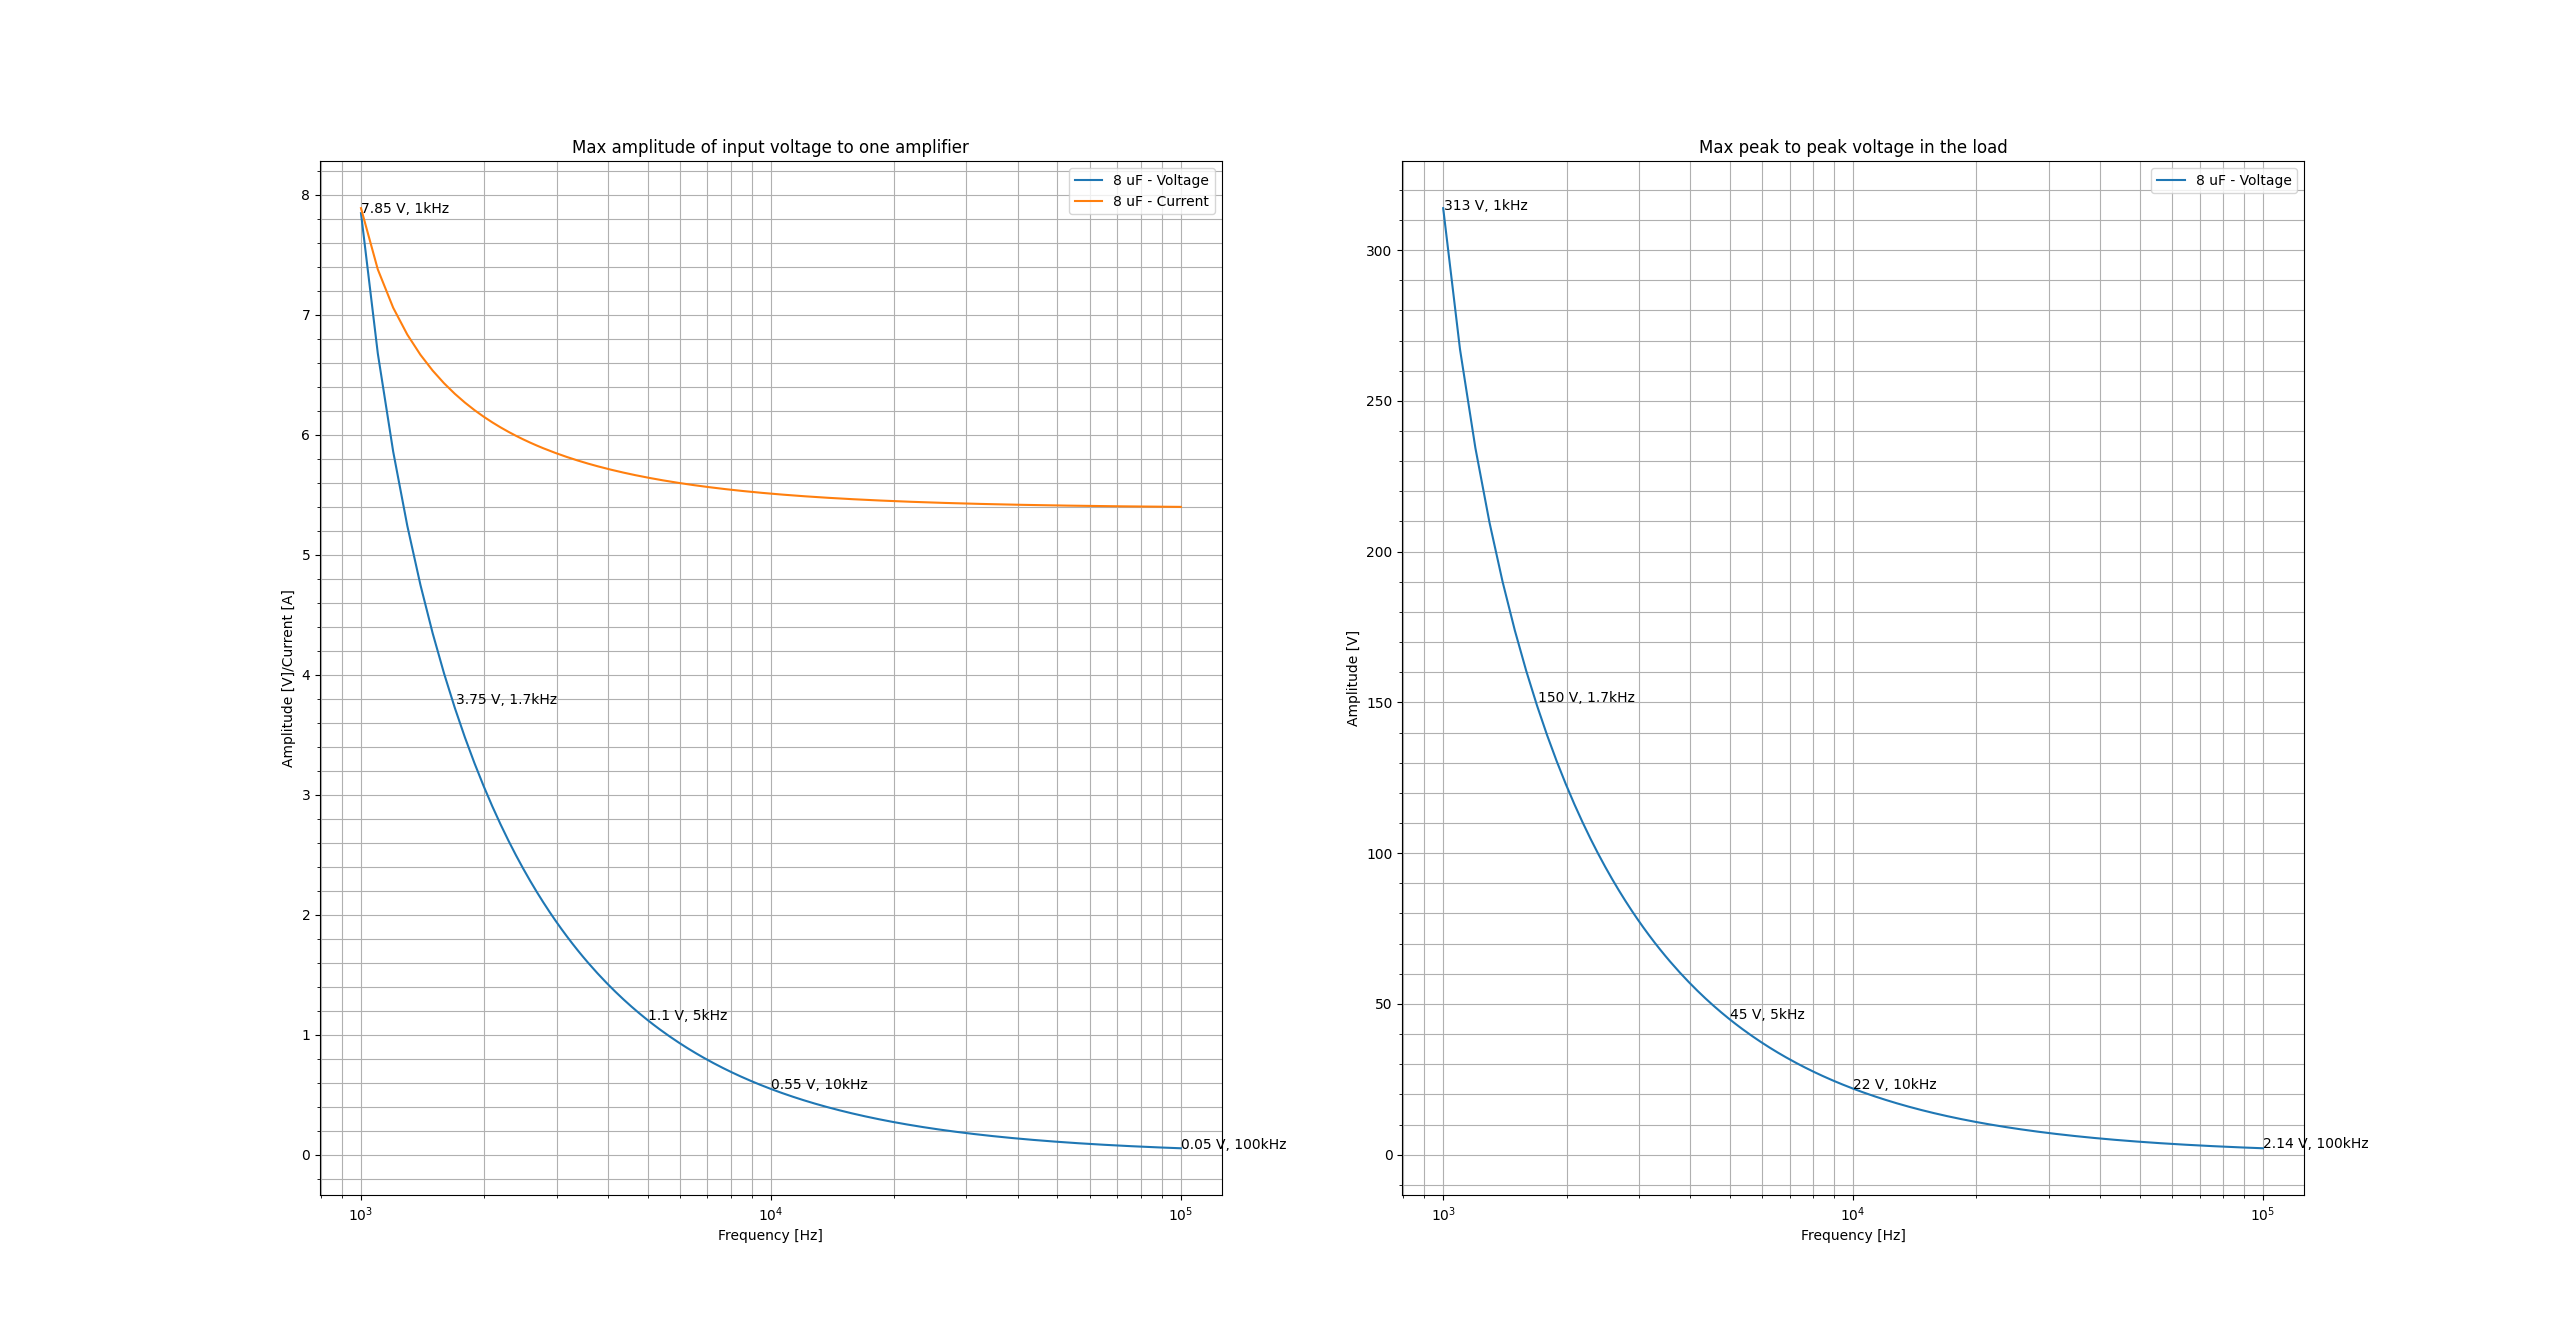 Max amplitude of input voltage to one amplifier
8 uF - Voltage
8 uF - Current
8
7
6
5
4
3
2
1
0
Amplitude [V]/Current [A]
7.85 V, 1kHz
3.75 V, 1.7kHz
1.1 V, 5kHz
0.55 V, 10kHz
0.05 V, 100kHz
10³
10⁴
10⁵
Frequency [Hz]
Max peak to peak voltage in the load
8 uF - Voltage
300
250
200
150
100
50
0
Amplitude [V]
313 V, 1kHz
150 V, 1.7kHz
45 V, 5kHz
22 V, 10kHz
2.14 V, 100kHz
10³
10⁴
10⁵
Frequency [Hz]